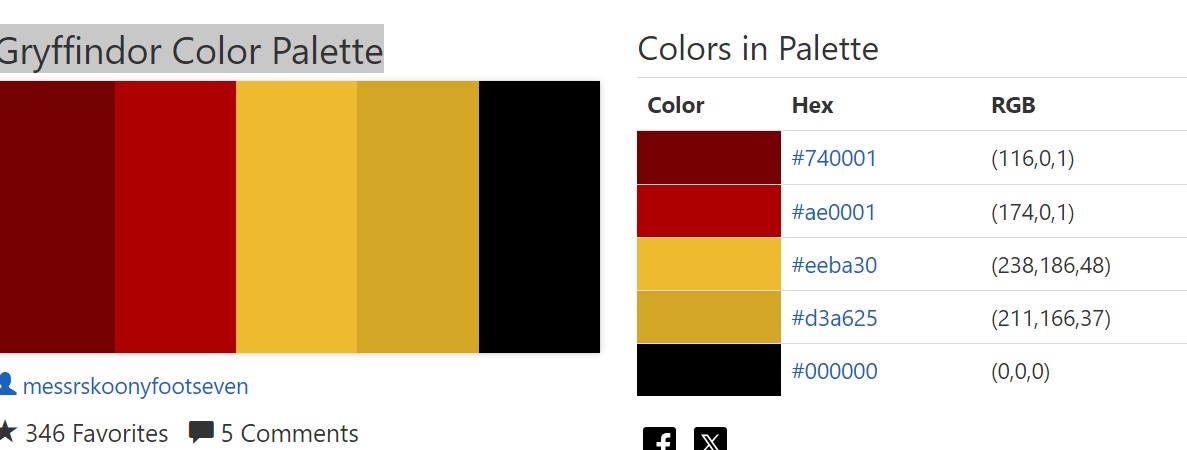 Gryffindor Color Palette
messrskoonyfootseven
346 Favorites 5 Comments
Colors in Palette
Color Hex RGB
#740001 (116,0,1)
#ae0001 (174,0,1)
#eeba30 (238,186,48)
#d3a625 (211,166,37)
#000000 (0,0,0)